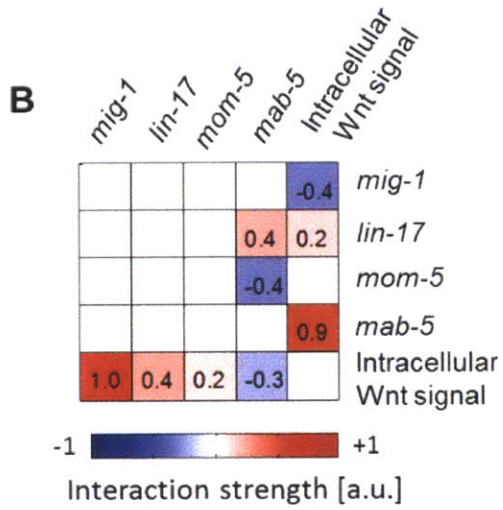 B
mig-1
lin-17
mom-5
mab-5
Intracellular
Wnt signal
-0.4 mig-1
0.4 0.2 lin-17
-0.4 mom-5
0.9 mab-5
1.0 0.4 0.2 -0.3 Intracellular
Wnt signal
-1 +1
Interaction strength [a.u.]